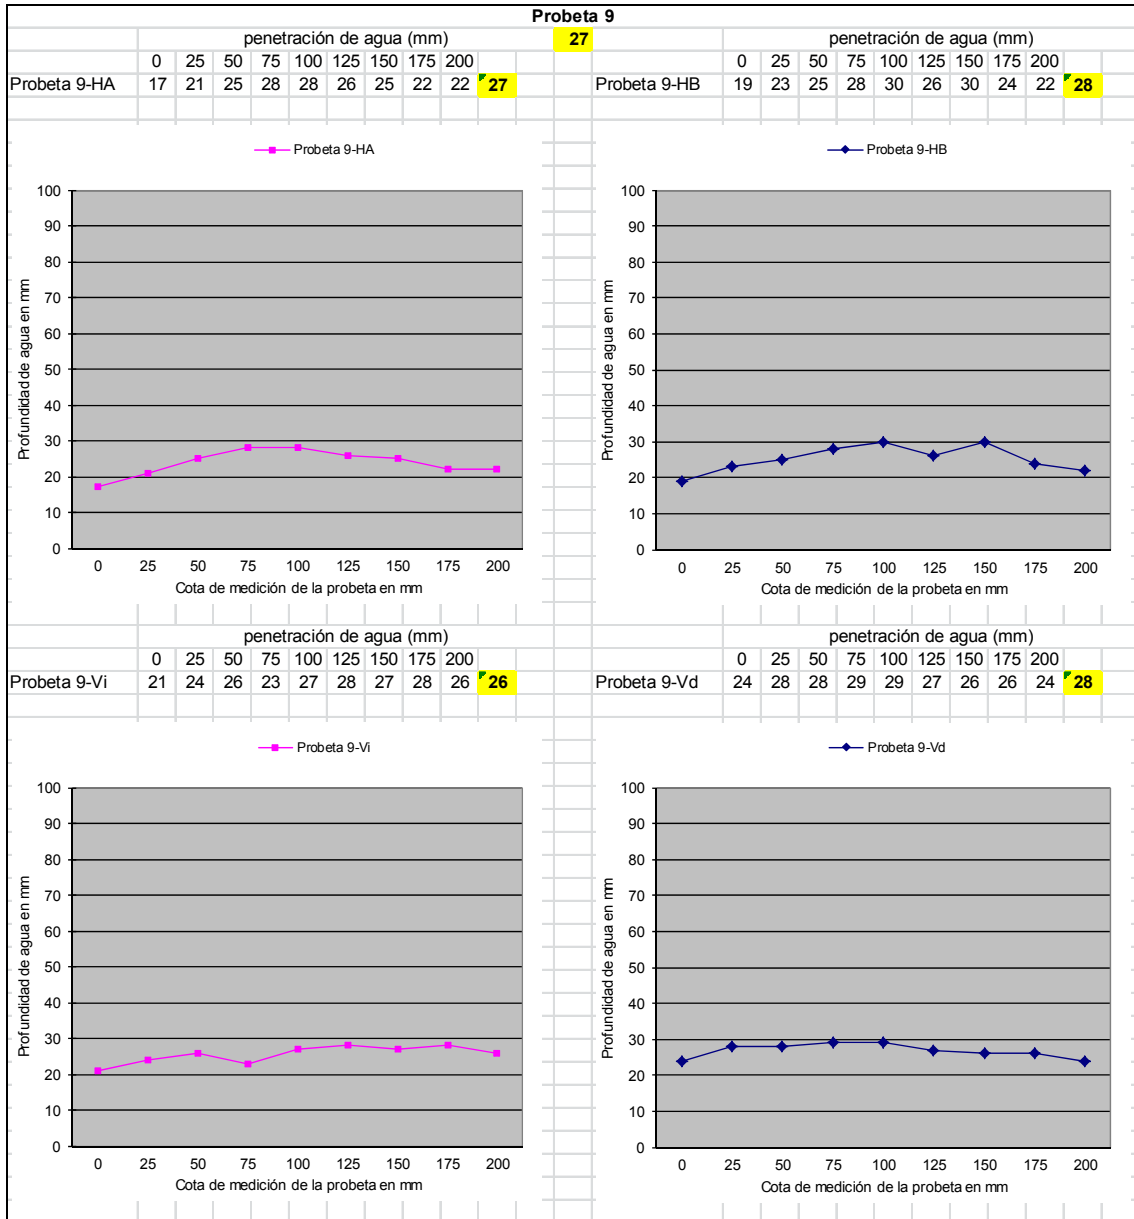 Probeta 9
penetración de agua (mm) 27 penetración de agua (mm)
0 25 50 75 100 125 150 175 200 0 25 50 75 100 125 150 175 200
Probeta 9-HA 17 21 25 28 28 26 25 22 22 27 Probeta 9-HB 19 23 25 28 30 26 30 24 22 28
Probeta 9-HA
100
90
80
70
60
50
40
30
20
10
0
Profundidad de agua en mm
0 25 50 75 100 125 150 175 200
Cota de medición de la probeta en mm
Probeta 9-HB
100
90
80
70
60
50
40
30
20
10
0
Profundidad de agua en mm
0 25 50 75 100 125 150 175 200
Cota de medición de la probeta en mm
penetración de agua (mm) penetración de agua (mm)
0 25 50 75 100 125 150 175 200 0 25 50 75 100 125 150 175 200
Probeta 9-Vi 21 24 26 23 27 28 27 28 26 26 Probeta 9-Vd 24 28 28 29 29 27 26 26 24 28
Probeta 9-Vi
100
90
80
70
60
50
40
30
20
10
0
Profundidad de agua en mm
0 25 50 75 100 125 150 175 200
Cota de medición de la probeta en mm
Probeta 9-Vd
100
90
80
70
60
50
40
30
20
10
0
Profundidad de agua en mm
0 25 50 75 100 125 150 175 200
Cota de medición de la probeta en mm